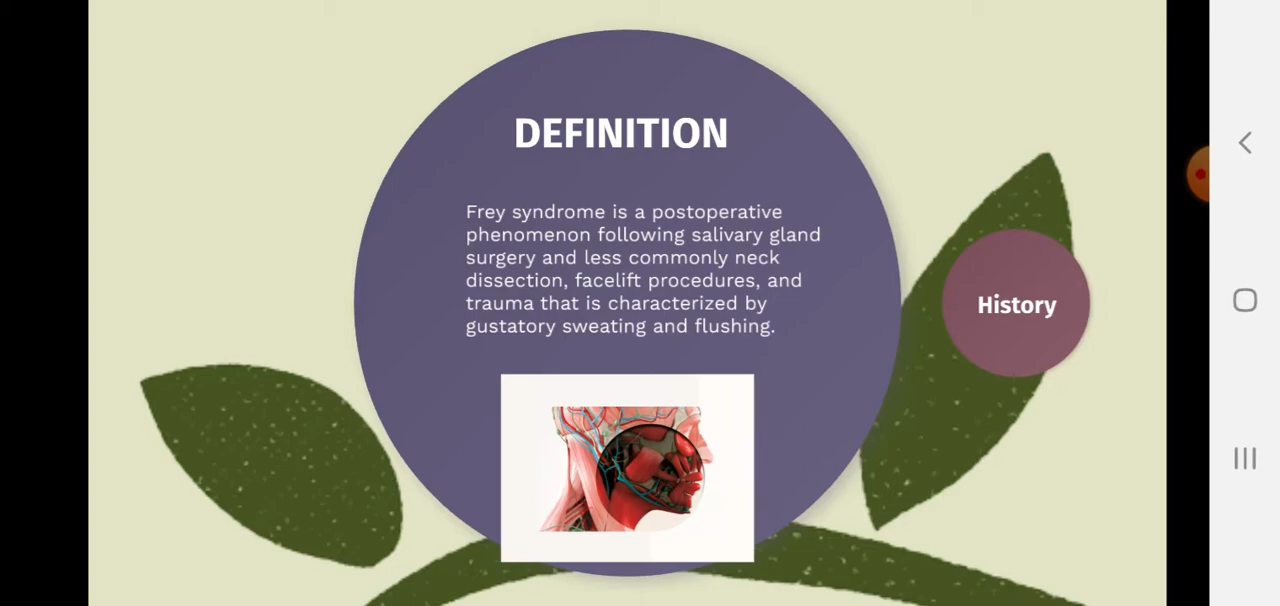 DEFINITION
Frey syndrome is a postoperative
phenomenon following salivary gland
surgery and less commonly neck
dissection, facelift procedures, and
trauma that is characterized by
gustatory sweating and flushing.
History